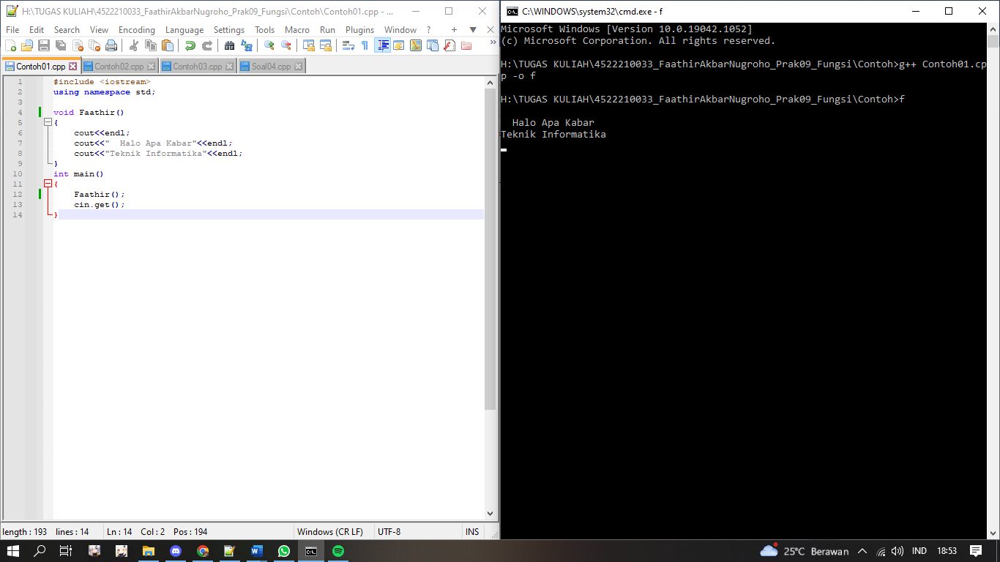 H:\TUGAS KULIAH\4522210033_FaathirAkbarNugroho_Prak09_Fungsi\Contoh\Contoh01.cpp - ...
File Edit Search View Encoding Language Settings Tools Macro Run Plugins Window ? + ▼ X
Contoh01.cpp Contoh02.cpp Contoh03.cpp Soal04.cpp
1 #include <iostream>
2 using namespace std;
3
4 void Faathir()
5 {
6 cout<<endl;
7 cout<<"  Halo Apa Kabar"<<endl;
8 cout<<"Teknik Informatika"<<endl;
9 }
10 int main()
11 {
12 Faathir();
13 cin.get();
14 }
length : 193 lines : 14 Ln : 14 Col : 2 Pos : 194 Windows (CR LF) UTF-8 INS
C:\WINDOWS\system32\cmd.exe - f
Microsoft Windows [Version 10.0.19042.1052]
(c) Microsoft Corporation. All rights reserved.
H:\TUGAS KULIAH\4522210033_FaathirAkbarNugroho_Prak09_Fungsi\Contoh>g++ Contoh01.cp
p -o f
H:\TUGAS KULIAH\4522210033_FaathirAkbarNugroho_Prak09_Fungsi\Contoh>f
Halo Apa Kabar
Teknik Informatika
25°C Berawan IND 18:53